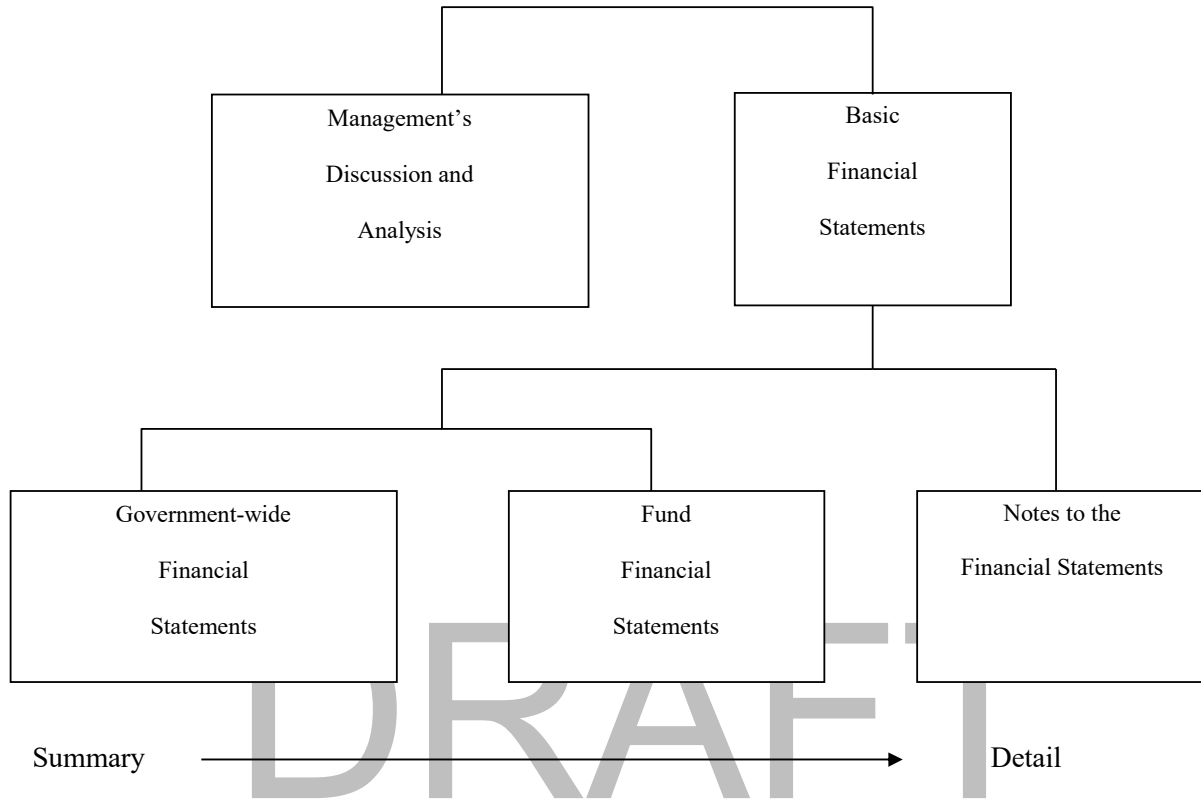 Management’s
Discussion and
Analysis
Basic
Financial
Statements
Government-wide
Financial
Statements
Fund
Financial
Statements
Notes to the
Financial Statements
DRAFT
Summary
Detail